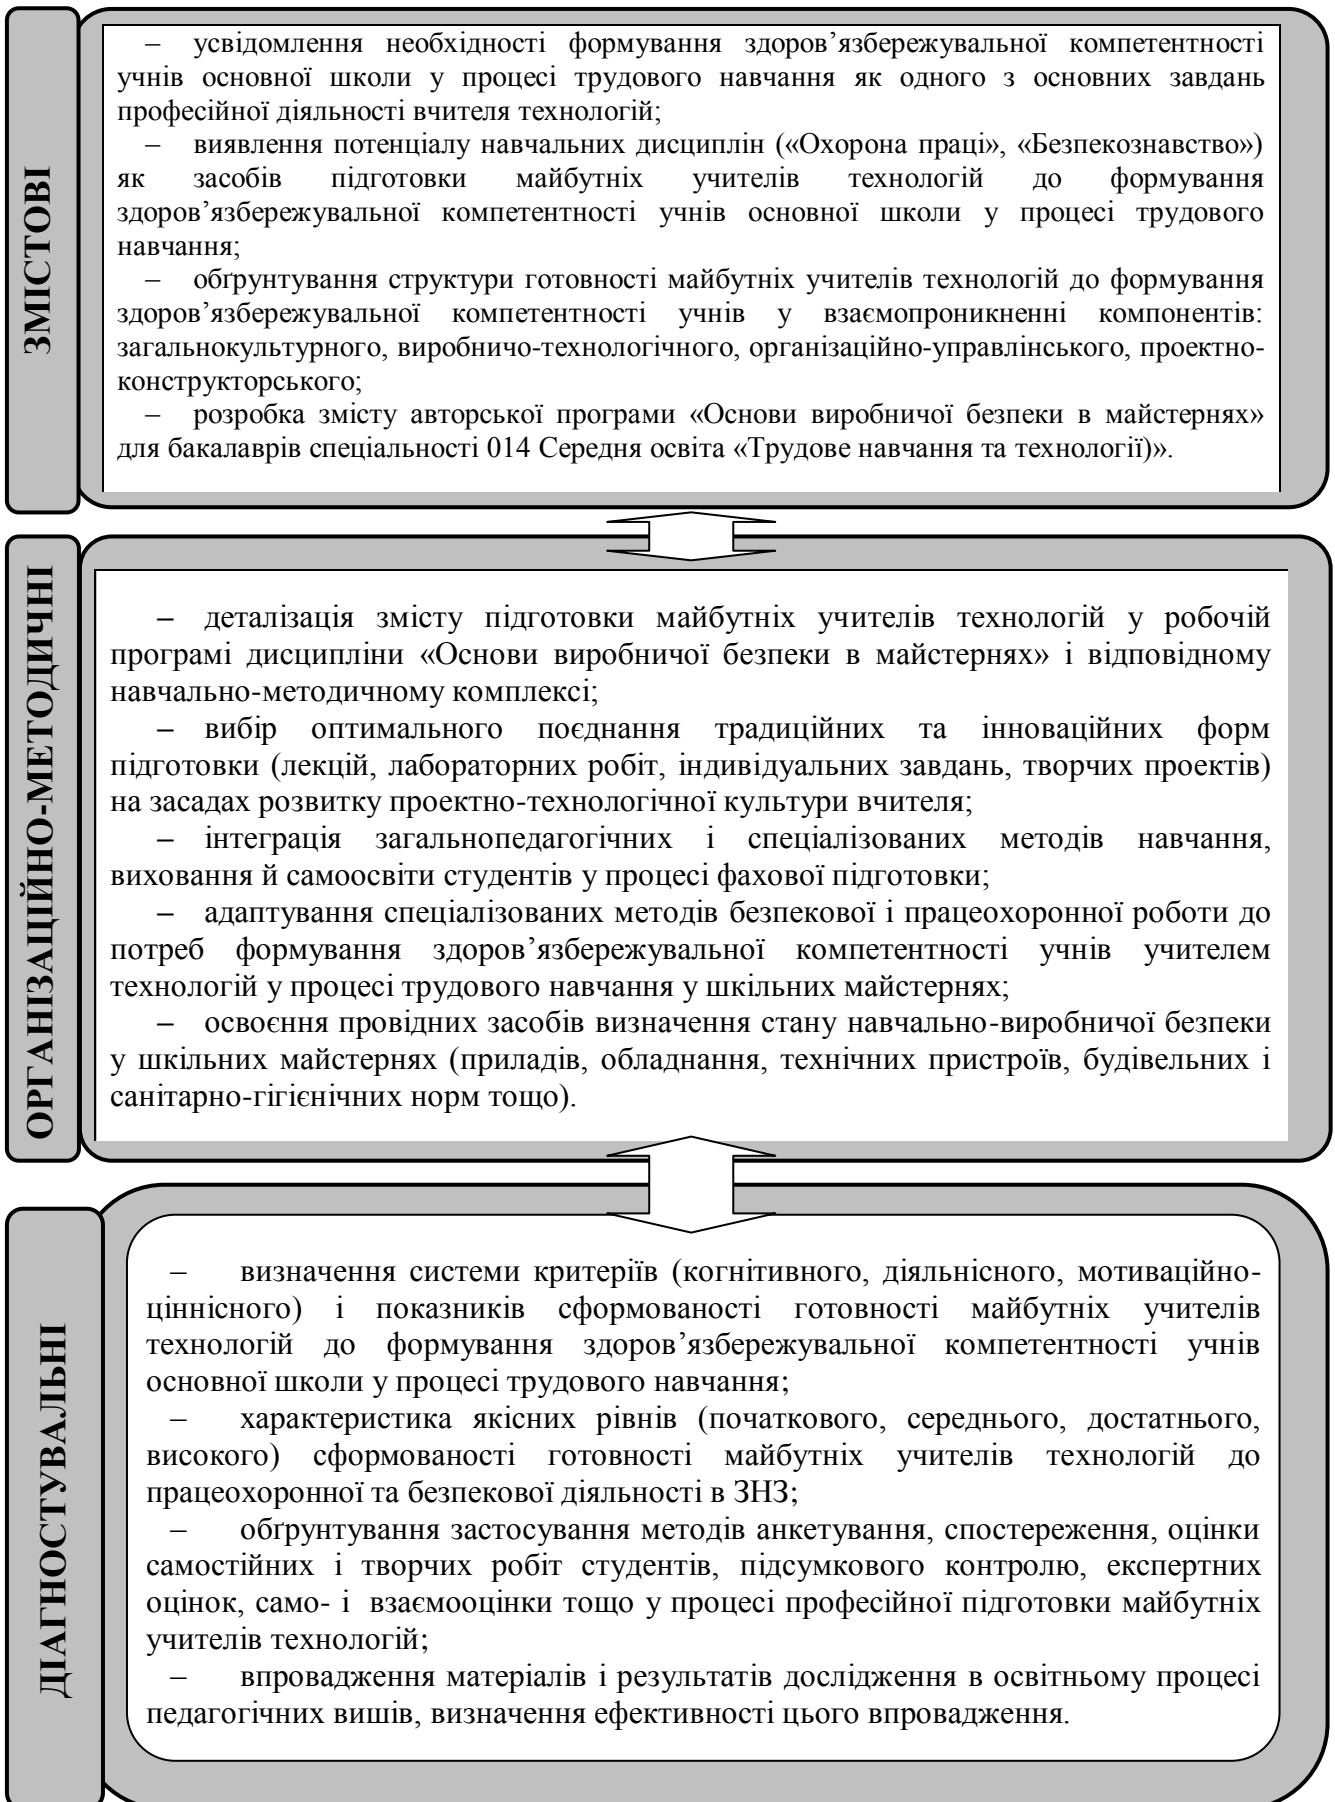 ЗМІСТОВІ
– усвідомлення необхідності формування здоров’язбережувальної компетентності
учнів основної школи у процесі трудового навчання як одного з основних завдань
професійної діяльності вчителя технологій;
– виявлення потенціалу навчальних дисциплін («Охорона праці», «Безпекознавство»)
як засобів підготовки майбутніх учителів технологій до формування
здоров’язбережувальної компетентності учнів основної школи у процесі трудового
навчання;
– обґрунтування структури готовності майбутніх учителів технологій до формування
здоров’язбережувальної компетентності учнів у взаємопроникненні компонентів:
загальнокультурного, виробничо-технологічного, організаційно-управлінського, проектно-
конструкторського;
– розробка змісту авторської програми «Основи виробничої безпеки в майстернях»
для бакалаврів спеціальності 014 Середня освіта «Трудове навчання та технології)».
ОРГАНІЗАЦІЙНО-МЕТОДИЧНІ
– деталізація змісту підготовки майбутніх учителів технологій у робочій
програмі дисципліни «Основи виробничої безпеки в майстернях» і відповідному
навчально-методичному комплексі;
– вибір оптимального поєднання традиційних та інноваційних форм
підготовки (лекцій, лабораторних робіт, індивідуальних завдань, творчих проектів)
на засадах розвитку проектно-технологічної культури вчителя;
– інтеграція загальнопедагогічних і спеціалізованих методів навчання,
виховання й самоосвіти студентів у процесі фахової підготовки;
– адаптування спеціалізованих методів безпекової і працеохоронної роботи до
потреб формування здоров’язбережувальної компетентності учнів учителем
технологій у процесі трудового навчання у шкільних майстернях;
– освоєння провідних засобів визначення стану навчально-виробничої безпеки
у шкільних майстернях (приладів, обладнання, технічних пристроїв, будівельних і
санітарно-гігієнічних норм тощо).
ДІАГНОСТУВАЛЬНІ
– визначення системи критеріїв (когнітивного, діяльнісного, мотиваційно-
ціннісного) і показників сформованості готовності майбутніх учителів
технологій до формування здоров’язбережувальної компетентності учнів
основної школи у процесі трудового навчання;
– характеристика якісних рівнів (початкового, середнього, достатнього,
високого) сформованості готовності майбутніх учителів технологій до
працеохоронної та безпекової діяльності в ЗНЗ;
– обґрунтування застосування методів анкетування, спостереження, оцінки
самостійних і творчих робіт студентів, підсумкового контролю, експертних
оцінок, само- і взаємооцінки тощо у процесі професійної підготовки майбутніх
учителів технологій;
– впровадження матеріалів і результатів дослідження в освітньому процесі
педагогічних вишів, визначення ефективності цього впровадження.